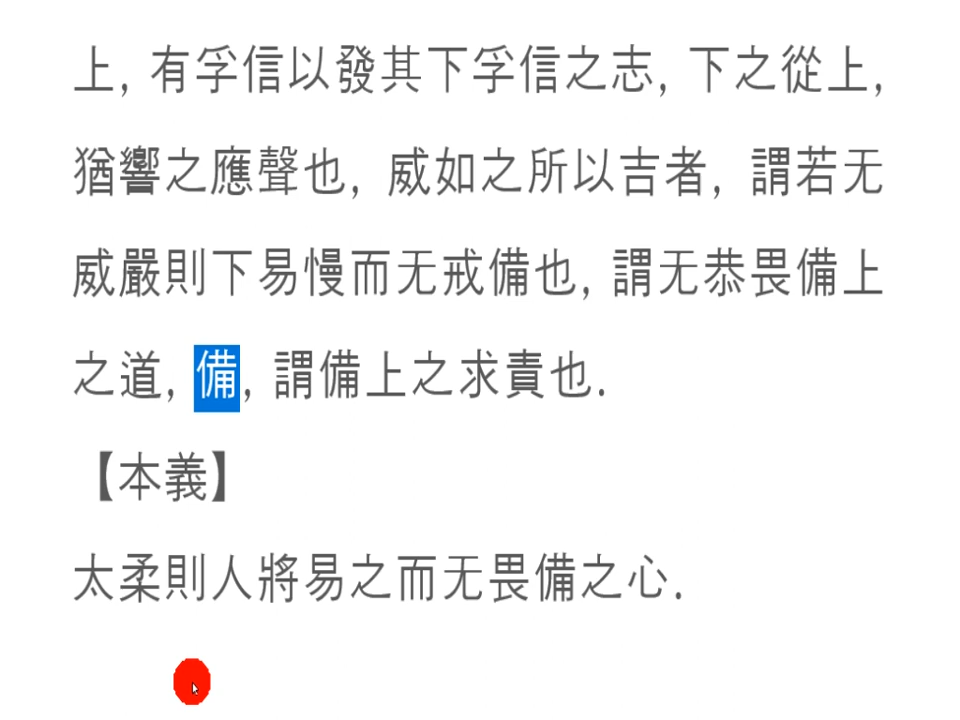 上, 有孚信以發其下孚信之志, 下之從上,
猶響之應聲也, 威如之所以吉者, 謂若无
威嚴則下易慢而无戒備也, 謂无恭畏備上
之道, 備, 謂備上之求責也.
【本義】
太柔則人將易之而无畏備之心.